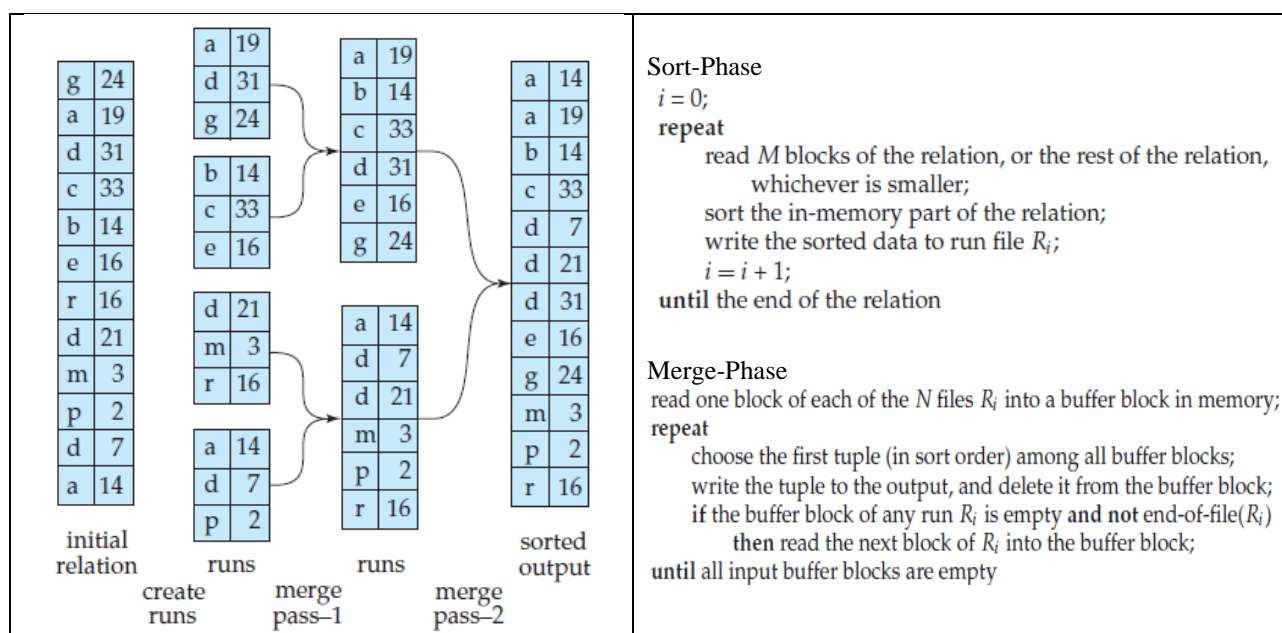 g 24
a 19
d 31
c 33
b 14
e 16
r 16
d 21
m 3
p 2
d 7
a 14
initial
relation
create
runs
a 19
d 31
g 24
b 14
c 33
e 16
d 21
m 3
r 16
a 14
d 7
p 2
runs
merge
pass–1
a 19
b 14
c 33
d 31
e 16
g 24
a 14
d 7
d 21
m 3
p 2
r 16
runs
merge
pass–2
a 14
a 19
b 14
c 33
d 7
d 21
d 31
e 16
g 24
m 3
p 2
r 16
sorted
output
Sort-Phase
i = 0;
repeat
read M blocks of the relation, or the rest of the relation,
whichever is smaller;
sort the in-memory part of the relation;
write the sorted data to run file Ri;
i = i + 1;
until the end of the relation
Merge-Phase
read one block of each of the N files Ri into a buffer block in memory;
repeat
choose the first tuple (in sort order) among all buffer blocks;
write the tuple to the output, and delete it from the buffer block;
if the buffer block of any run Ri is empty and not end-of-file(Ri)
then read the next block of Ri into the buffer block;
until all input buffer blocks are empty